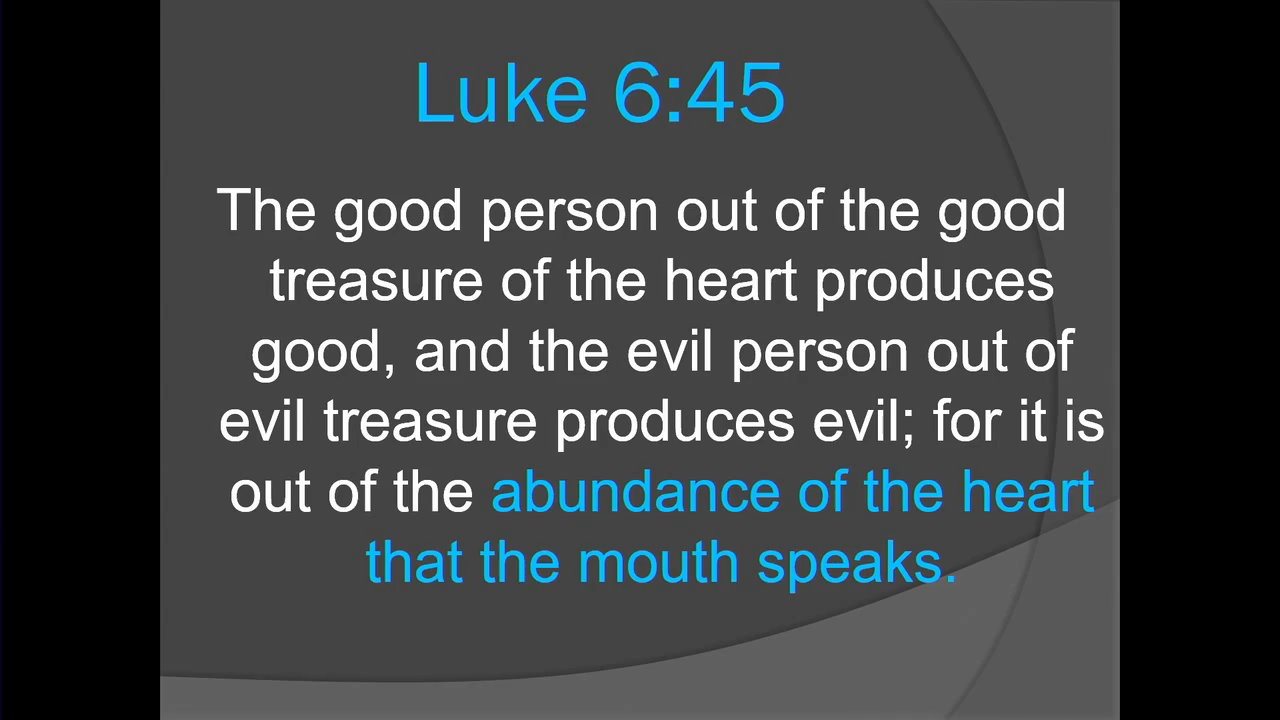 Luke 6:45
The good person out of the good
treasure of the heart produces
good, and the evil person out of
evil treasure produces evil; for it is
out of the abundance of the heart
that the mouth speaks.